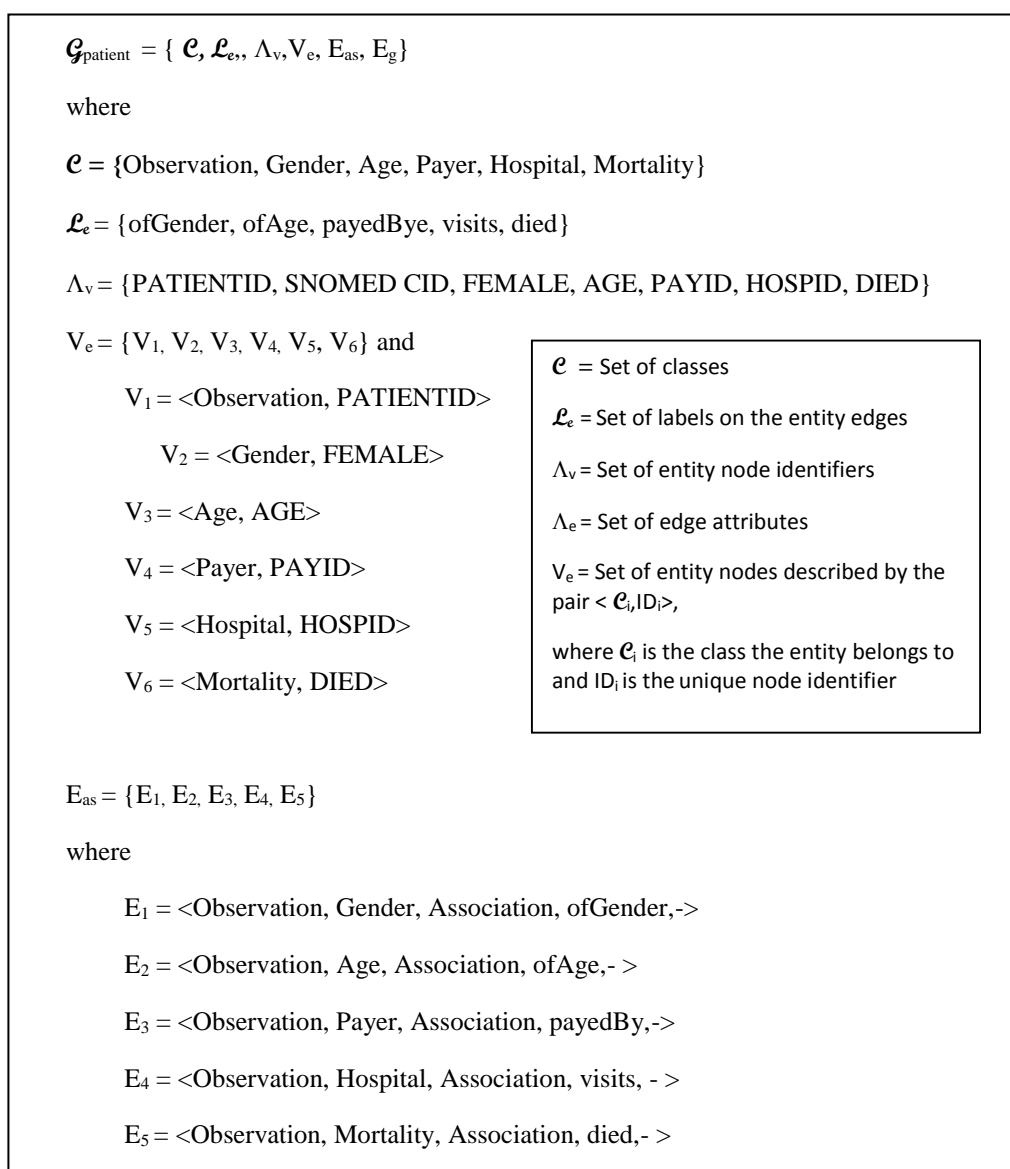 𝓖patient = { 𝓒, 𝓛e,, Λv,Ve, Eas, Eg}
where
𝓒 = {Observation, Gender, Age, Payer, Hospital, Mortality}
𝓛e = {ofGender, ofAge, payedBye, visits, died}
Λv = {PATIENTID, SNOMED CID, FEMALE, AGE, PAYID, HOSPID, DIED}
Ve = {V1, V2, V3, V4, V5, V6} and
V1 = <Observation, PATIENTID>
V2 = <Gender, FEMALE>
V3 = <Age, AGE>
V4 = <Payer, PAYID>
V5 = <Hospital, HOSPID>
V6 = <Mortality, DIED>
𝓒 = Set of classes
𝓛e = Set of labels on the entity edges
Λv = Set of entity node identifiers
Λe = Set of edge attributes
Ve = Set of entity nodes described by the
pair < 𝓒i,IDi>,
where 𝓒i is the class the entity belongs to
and IDi is the unique node identifier
Eas = {E1, E2, E3, E4, E5}
where
E1 = <Observation, Gender, Association, ofGender,->
E2 = <Observation, Age, Association, ofAge,- >
E3 = <Observation, Payer, Association, payedBy,->
E4 = <Observation, Hospital, Association, visits, - >
E5 = <Observation, Mortality, Association, died,- >